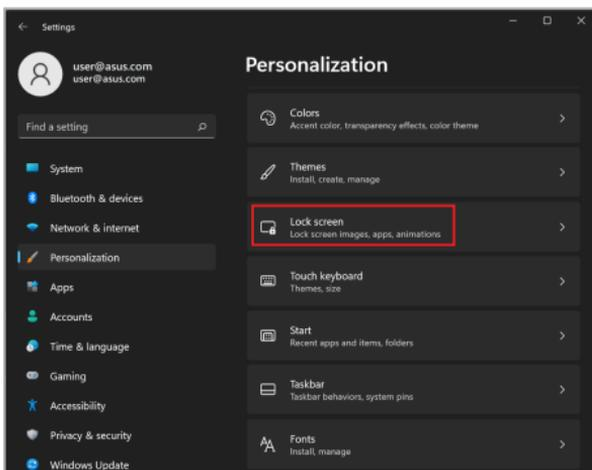 Settings
user@asus.com
user@asus.com
Find a setting
System
Bluetooth & devices
Network & internet
Personalization
Apps
Accounts
Time & language
Gaming
Accessibility
Privacy & security
Windows Update
Personalization
Colors
Accent color, transparency effects, color theme
Themes
Install, create, manage
Lock screen
Lock screen images, apps, animations
Touch keyboard
Themes, size
Start
Recent apps and items, folders
Taskbar
Taskbar behaviors, system pins
Fonts
Install, manage